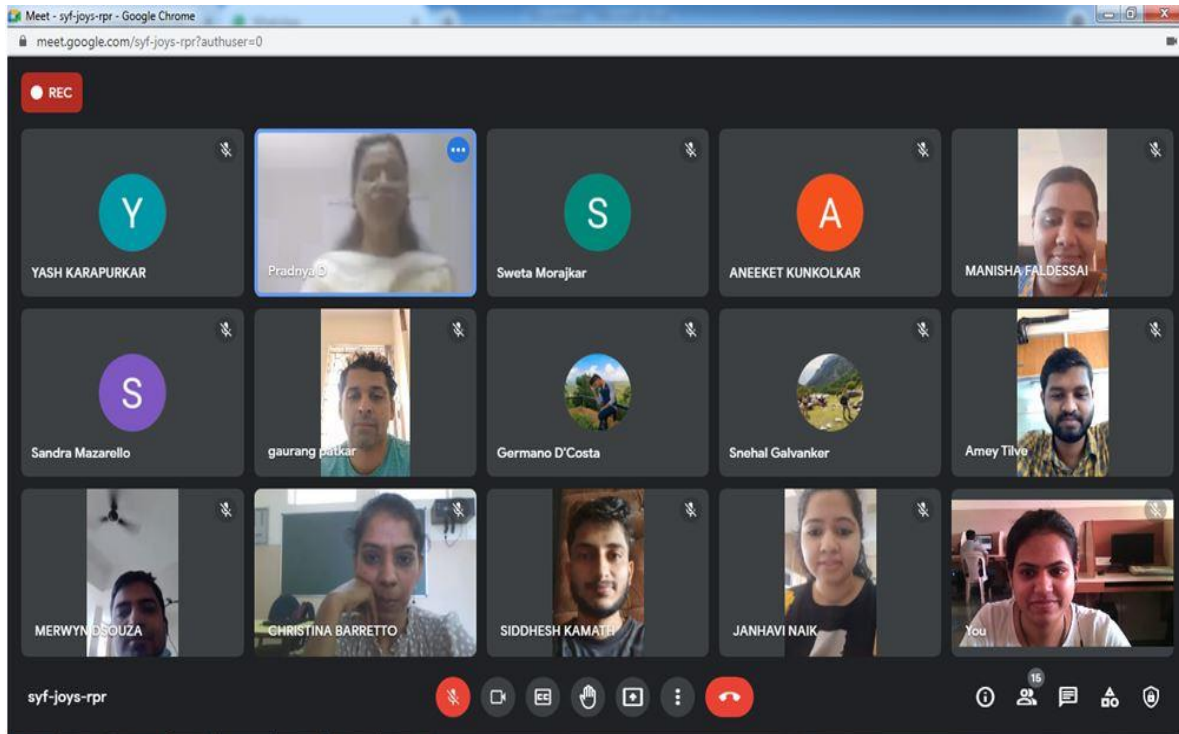 Meet - syf-joys-rpr - Google Chrome
meet.google.com/syf-joys-rpr?authuser=0
REC
Y
YASH KARAPURKAR
Pradnya D
S
Sweta Morajkar
A
ANEEKET KUNKOLKAR
MANISHA FALDESSAI
S
Sandra Mazarello
gaurang patkar
Germano D'Costa
Snehal Galvanker
Amey Tilve
MERWYN DSOUZA
CHRISTINA BARRETTO
SIDDHESH KAMATH
JANHAVI NAIK
You
syf-joys-rpr
CC
15